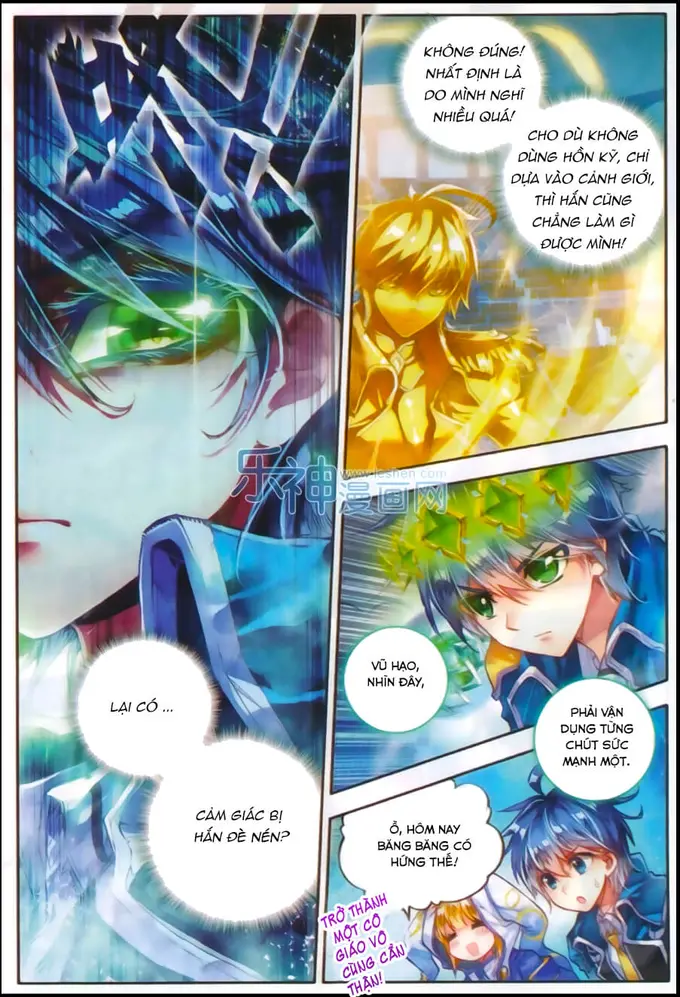 LẠI CÓ ...
CẢM GIÁC BỊ
HẮN ĐÈ NÉN?
KHÔNG ĐÚNG!
NHẤT ĐỊNH LÀ
DO MÌNH NGHĨ
NHIỀU QUÁ!
CHO DÙ KHÔNG
DÙNG HỒN KỸ, CHỈ
DỰA VÀO CẢNH GIỚI,
THÌ HẮN CŨNG
CHẲNG LÀM GÌ
ĐƯỢC MÌNH!
www.leshen.com
乐神漫画网
VŨ HẠO,
NHÌN ĐÂY,
PHẢI VẬN
DỤNG TỪNG
CHÚT SỨC
MẠNH MỘT.
Ồ, HÔM NAY
BĂNG BĂNG CÓ
HỨNG THẾ!
TRỞ THÀNH
MỘT CÔ
GIÁO VÔ
CÙNG CẨN
THẬN!